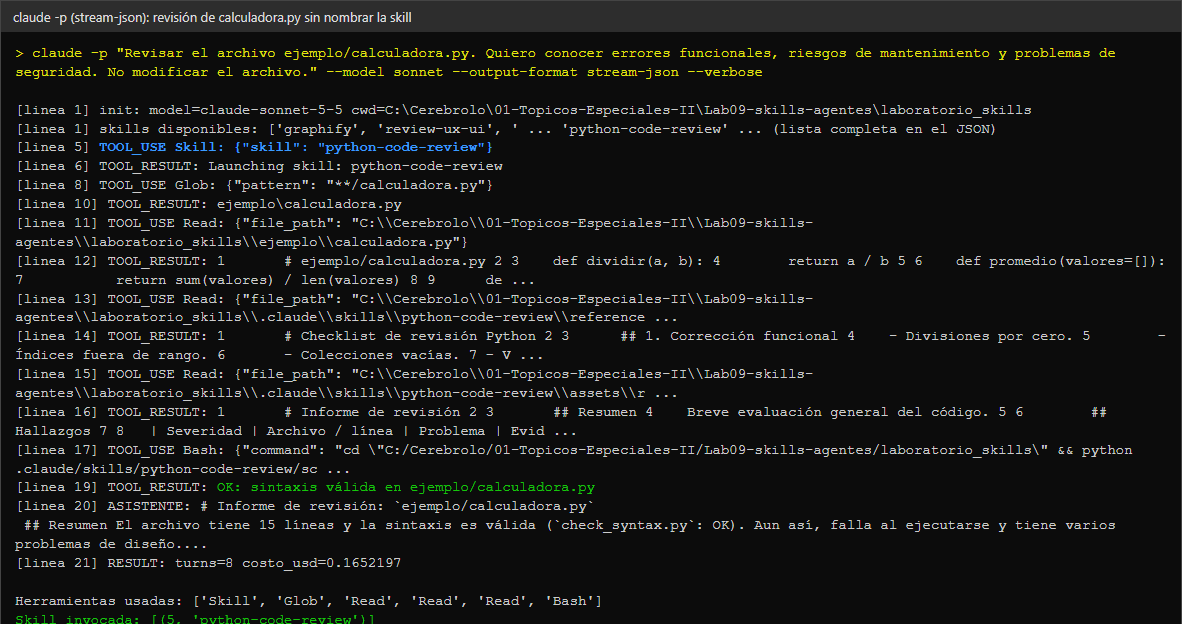 claude -p (stream-json): revisión de calculadora.py sin nombrar la skill
> claude -p "Revisar el archivo ejemplo/calculadora.py. Quiero conocer errores funcionales, riesgos de mantenimiento y problemas de
seguridad. No modificar el archivo." --model sonnet --output-format stream-json --verbose
[linea 1] init: model=claude-sonnet-5-5 cwd=C:\Cerebrolo\01-Topicos-Especiales-II\Lab09-skills-agentes\laboratorio_skills
[linea 1] skills disponibles: ['graphify', 'review-ux-ui', ' ... 'python-code-review' ... (lista completa en el JSON)
[linea 5] TOOL_USE Skill: {"skill": "python-code-review"}
[linea 6] TOOL_RESULT: Launching skill: python-code-review
[linea 8] TOOL_USE Glob: {"pattern": "**/calculadora.py"}
[linea 10] TOOL_RESULT: ejemplo\calculadora.py
[linea 11] TOOL_USE Read: {"file_path": "C:\\Cerebrolo\\01-Topicos-Especiales-II\\Lab09-skills-
agentes\\laboratorio_skills\\ejemplo\\calculadora.py"}
[linea 12] TOOL_RESULT: 1 # ejemplo/calculadora.py 2 3 def dividir(a, b): 4 return a / b 5 6 def promedio(valores=[]):
7 return sum(valores) / len(valores) 8 9 de ...
[linea 13] TOOL_USE Read: {"file_path": "C:\\Cerebrolo\\01-Topicos-Especiales-II\\Lab09-skills-
agentes\\laboratorio_skills\\.claude\\skills\\python-code-review\\reference ...
[linea 14] TOOL_RESULT: 1 # Checklist de revisión Python 2 3 ## 1. Corrección funcional 4 - Divisiones por cero. 5 -
Índices fuera de rango. 6 - Colecciones vacías. 7 - V ...
[linea 15] TOOL_USE Read: {"file_path": "C:\\Cerebrolo\\01-Topicos-Especiales-II\\Lab09-skills-
agentes\\laboratorio_skills\\.claude\\skills\\python-code-review\\assets\\r ...
[linea 16] TOOL_RESULT: 1 # Informe de revisión 2 3 ## Resumen 4 Breve evaluación general del código. 5 6 ##
Hallazgos 7 8 | Severidad | Archivo / línea | Problema | Evid ...
[linea 17] TOOL_USE Bash: {"command": "cd \"C:/Cerebrolo/01-Topicos-Especiales-II/Lab09-skills-agentes/laboratorio_skills\" && python
.claude/skills/python-code-review/sc ...
[linea 19] TOOL_RESULT: OK: sintaxis válida en ejemplo/calculadora.py
[linea 20] ASISTENTE: # Informe de revisión: `ejemplo/calculadora.py`
## Resumen El archivo tiene 15 líneas y la sintaxis es válida (`check_syntax.py`: OK). Aun así, falla al ejecutarse y tiene varios
problemas de diseño....
[linea 21] RESULT: turns=8 costo_usd=0.1652197
Herramientas usadas: ['Skill', 'Glob', 'Read', 'Read', 'Read', 'Bash']
Skill invocada: [(5, 'python-code-review')]